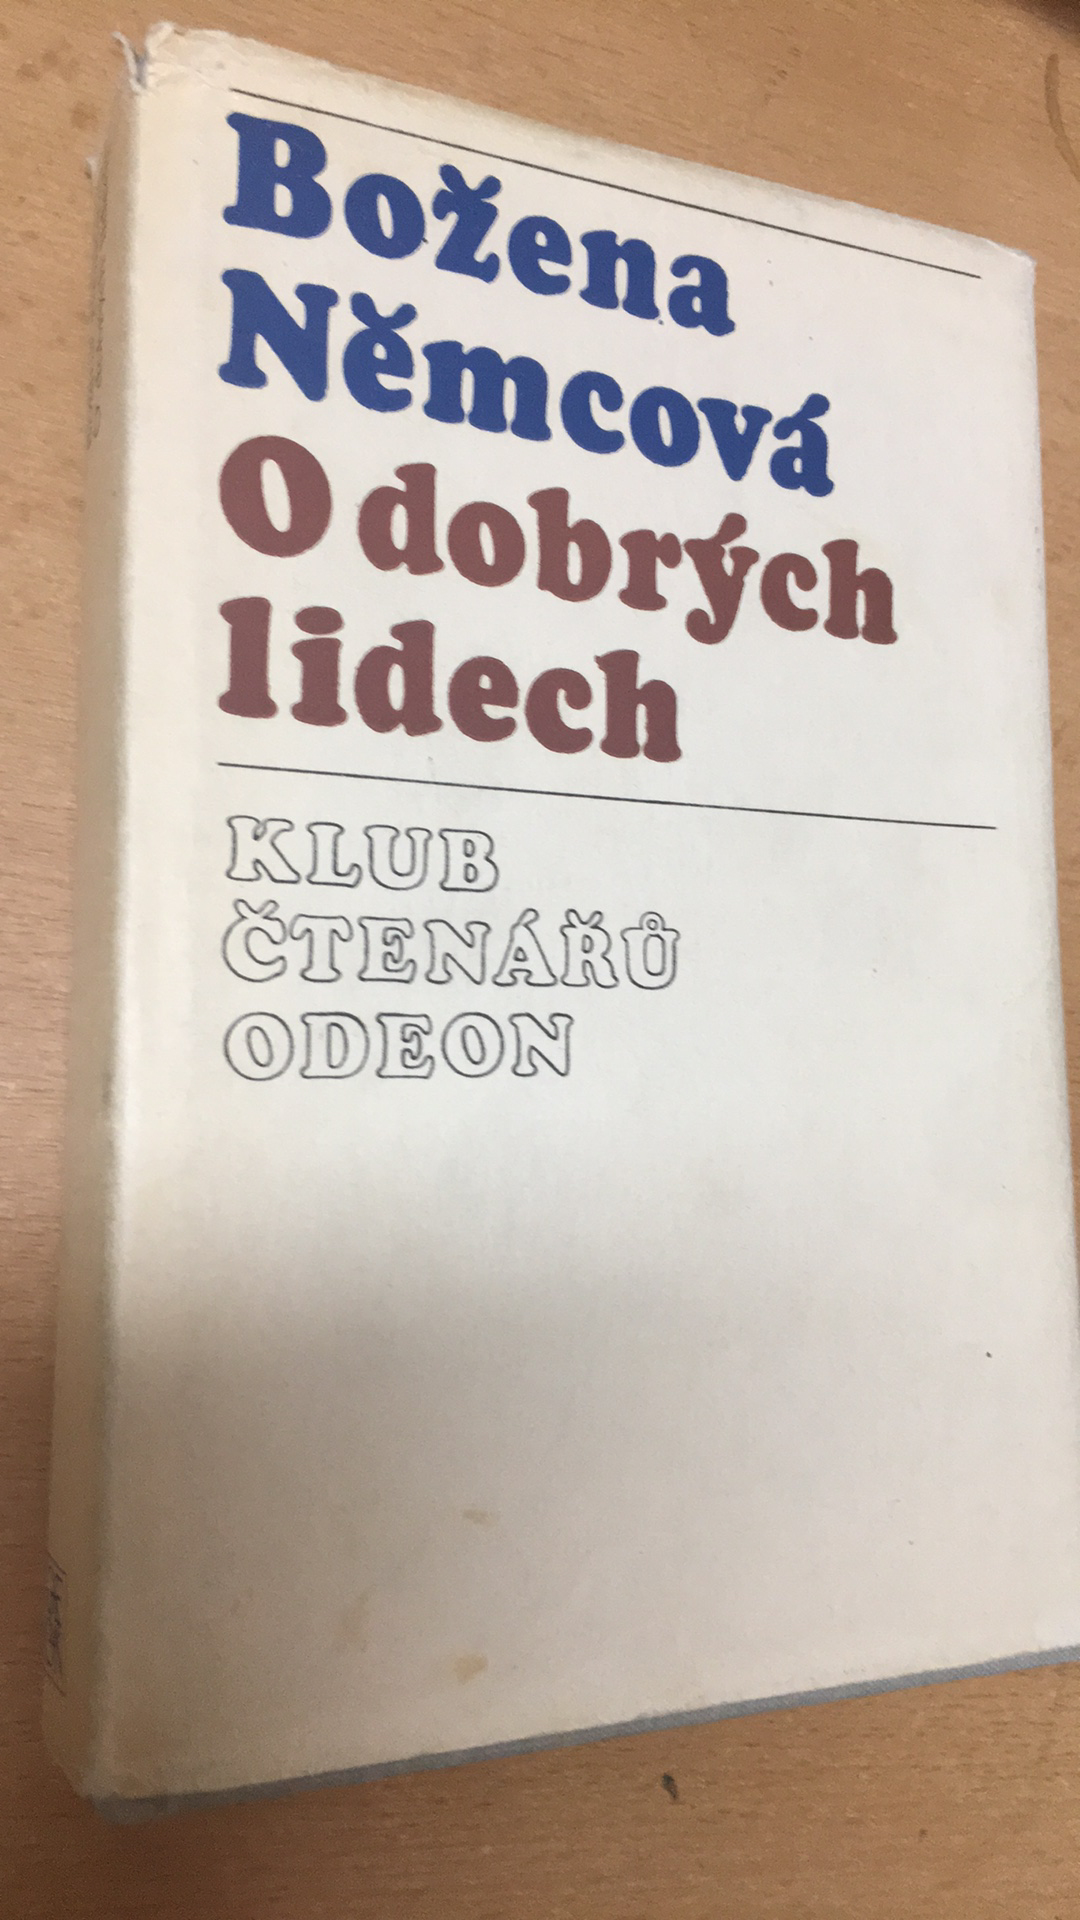 Božena
Němcová
O dobrých
lidech
KLUB
ČTENÁŘŮ
ODEON